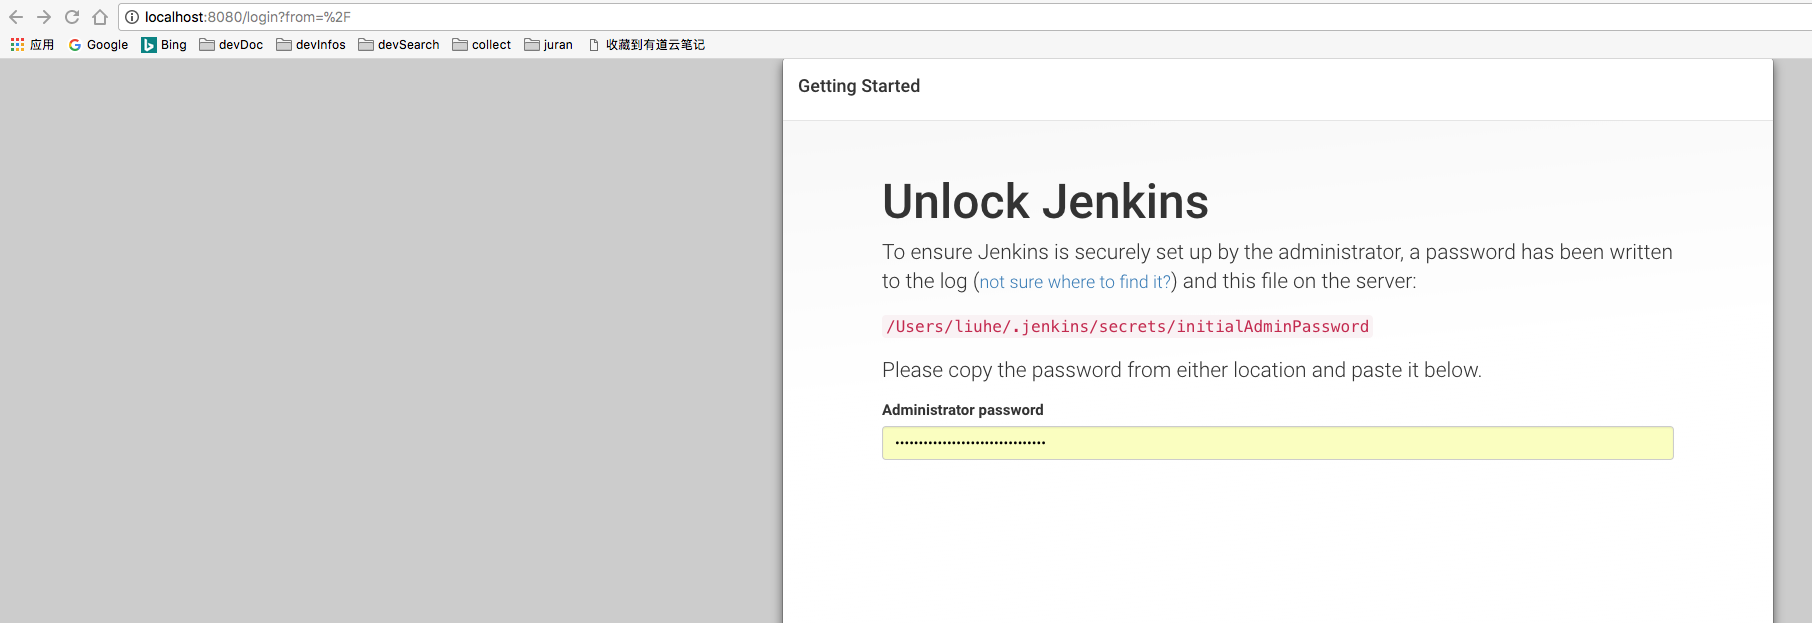 localhost:8080/login?from=%2F
应用 Google Bing devDoc devInfos devSearch collect juran 收藏到有道云笔记
Getting Started
Unlock Jenkins
To ensure Jenkins is securely set up by the administrator, a password has been written
to the log (not sure where to find it?) and this file on the server:
/Users/liuhe/.jenkins/secrets/initialAdminPassword
Please copy the password from either location and paste it below.
Administrator password